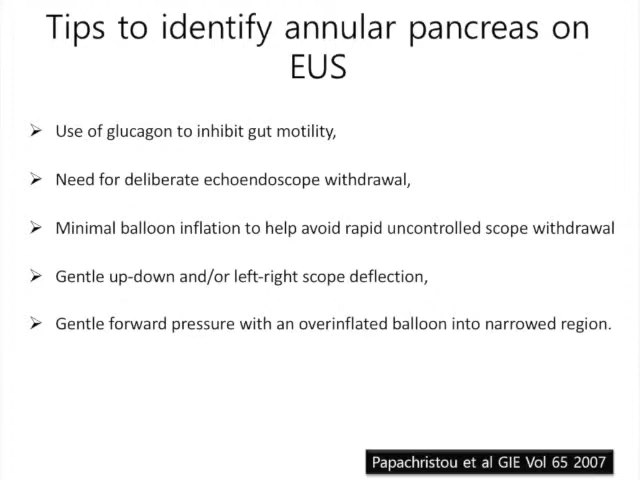 Tips to identify annular pancreas on
EUS
➢ Use of glucagon to inhibit gut motility,
➢ Need for deliberate echoendoscope withdrawal,
➢ Minimal balloon inflation to help avoid rapid uncontrolled scope withdrawal
➢ Gentle up-down and/or left-right scope deflection,
➢ Gentle forward pressure with an overinflated balloon into narrowed region.
Papachristou et al GIE Vol 65 2007